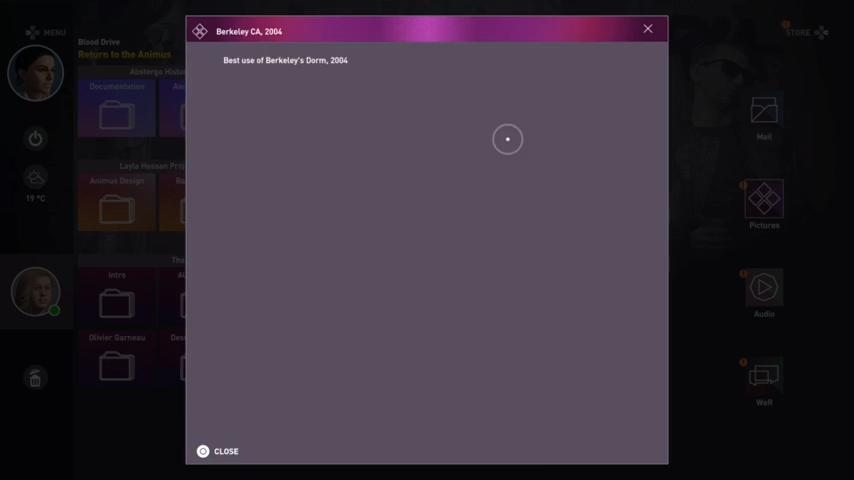 MENU
STORE
Blood Drive
Return to the Animus
Berkeley CA, 2004
Best use of Berkeley's Dorm, 2004
Documentation
Layla Hassan
Animus Design
19 °C
Intro
Olivier Garneau
Mail
Pictures
Audio
WeR
CLOSE